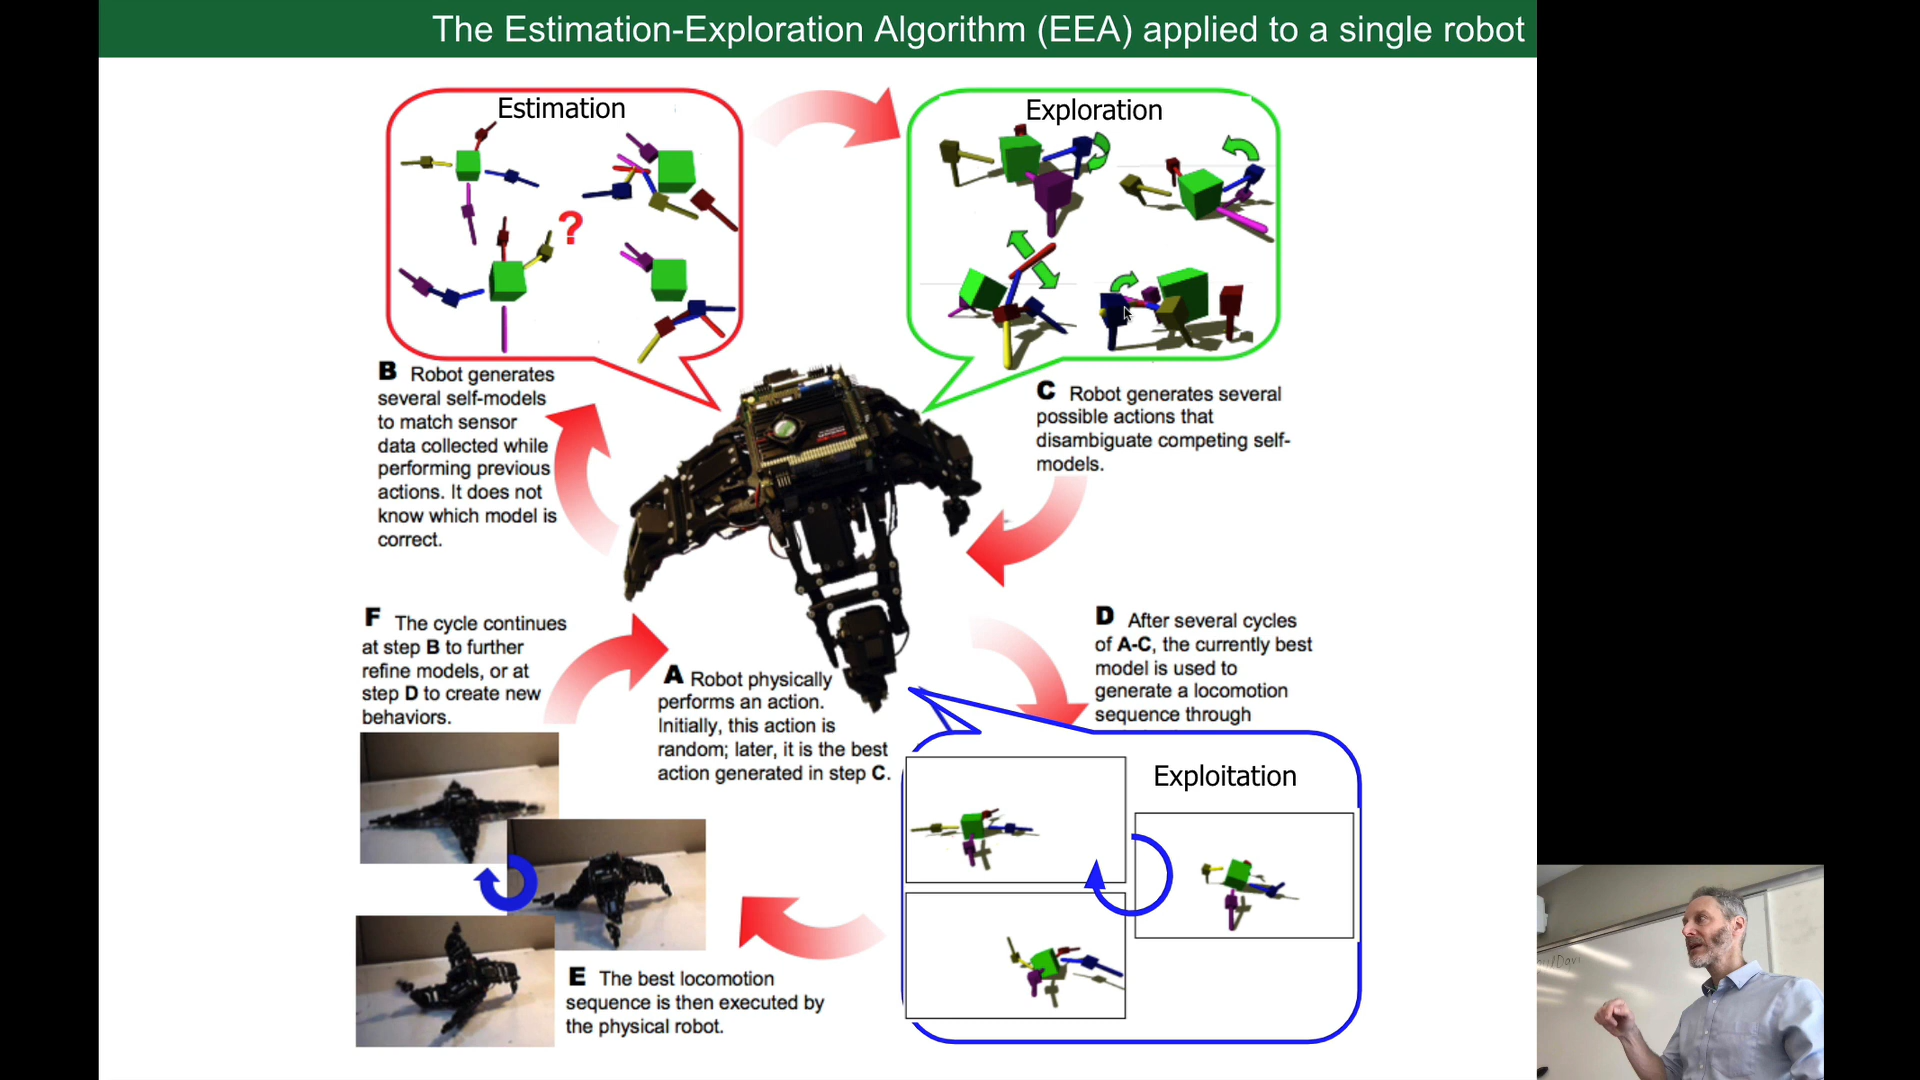 The Estimation-Exploration Algorithm (EEA) applied to a single robot
Estimation
?
Exploration
B Robot generates
several self-models
to match sensor
data collected while
performing previous
actions. It does not
know which model is
correct.
C Robot generates several
possible actions that
disambiguate competing self-
models.
F The cycle continues
at step B to further
refine models, or at
step D to create new
behaviors.
A Robot physically
performs an action.
Initially, this action is
random; later, it is the best
action generated in step C.
D After several cycles
of A-C, the currently best
model is used to
generate a locomotion
sequence through
Exploitation
E The best locomotion
sequence is then executed by
the physical robot.